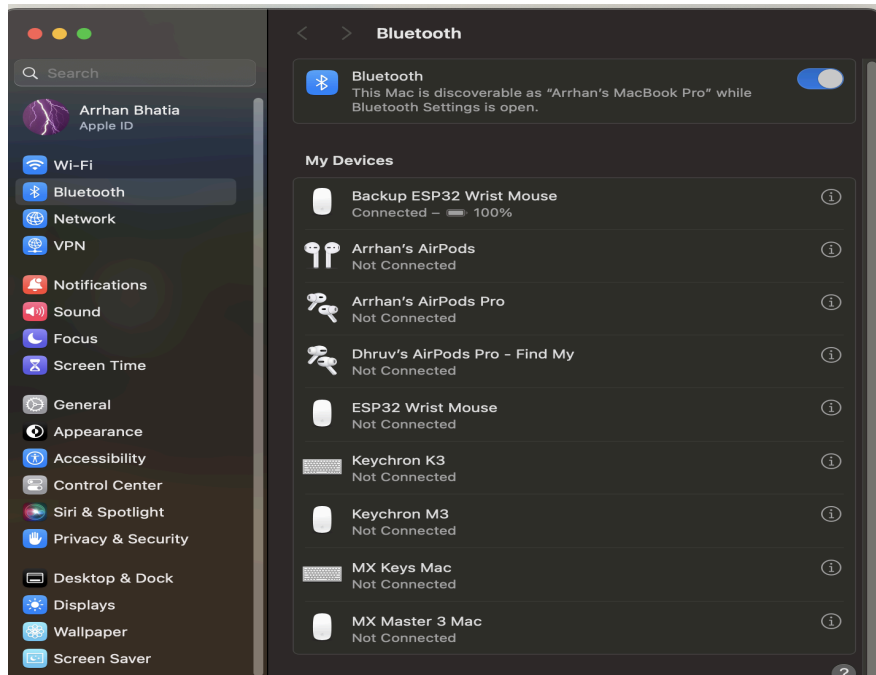 Search
Arrhan Bhatia
Apple ID
Wi-Fi
Bluetooth
Network
VPN
Notifications
Sound
Focus
Screen Time
General
Appearance
Accessibility
Control Center
Siri & Spotlight
Privacy & Security
Desktop & Dock
Displays
Wallpaper
Screen Saver
Bluetooth
Bluetooth
This Mac is discoverable as “Arrhan’s MacBook Pro” while
Bluetooth Settings is open.
My Devices
Backup ESP32 Wrist Mouse
Connected – 100%
Arrhan’s AirPods
Not Connected
Arrhan’s AirPods Pro
Not Connected
Dhruv’s AirPods Pro - Find My
Not Connected
ESP32 Wrist Mouse
Not Connected
Keychron K3
Not Connected
Keychron M3
Not Connected
MX Keys Mac
Not Connected
MX Master 3 Mac
Not Connected
?